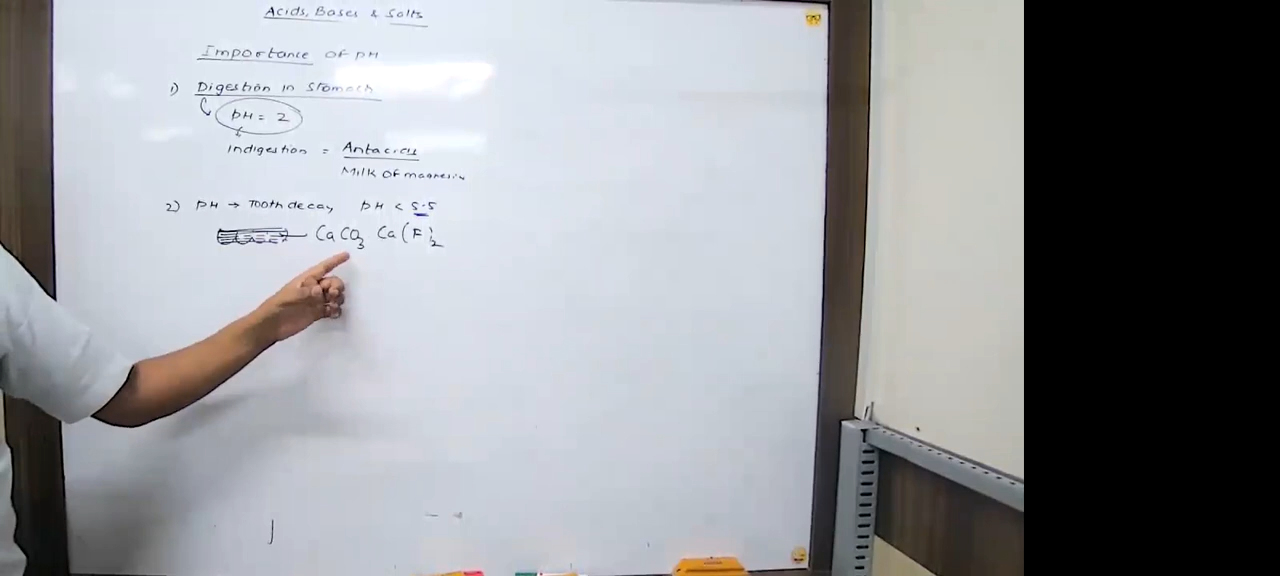 Acids, Bases & Salts
Importance of pH
1) Digestion in Stomach
pH = 2
Indigestion = Antacids
Milk of magnesia
2) pH → Tooth decay pH < 5.5
CaCO3 Ca(F)2